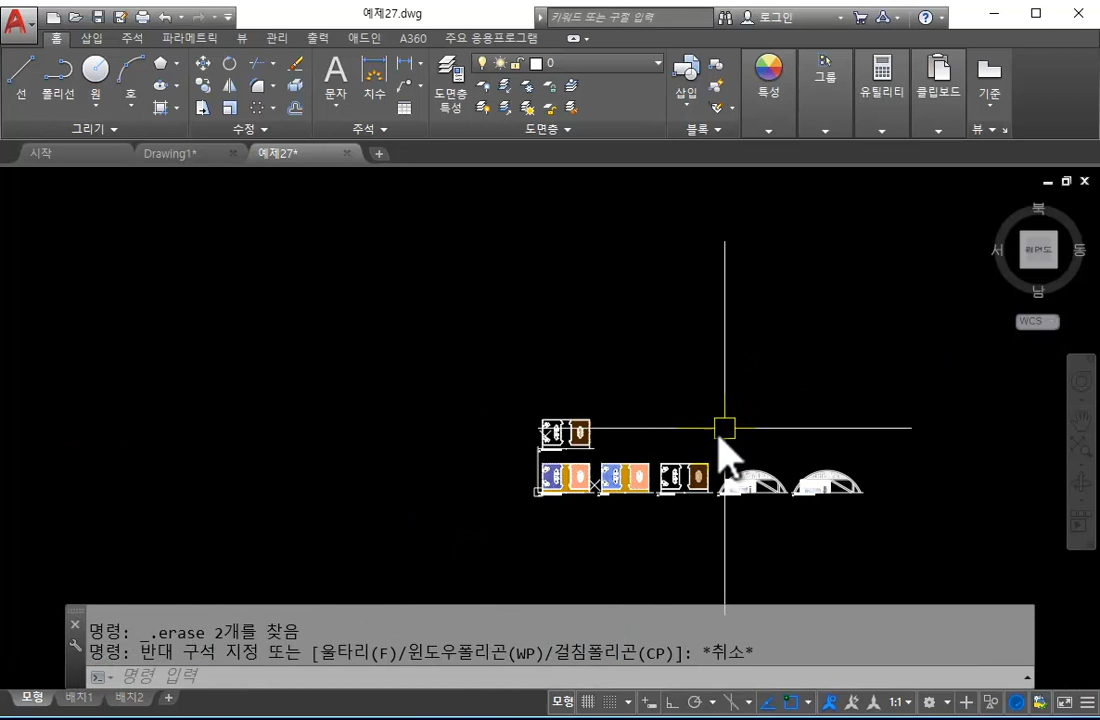 예제27.dwg
키워드 또는 구절 입력
로그인
홈 삽입 주석 파라메트릭 뷰 관리 출력 애드인 A360 주요 응용프로그램
0
선 폴리선 원 호 문자 치수 도면층 특성 삽입 특성 그룹 유틸리티 클립보드 기준
그리기 수정 주석 도면층 블록 뷰
시작 Drawing1* 예제27*
북
서 동
남
WCS
명령: _.erase 2개를 찾음
명령: 반대 구석 지정 또는 [울타리(F)/윈도우폴리곤(WP)/걸침폴리곤(CP)]: *취소*
명령 입력
모형 배치1 배치2
모형 1:1